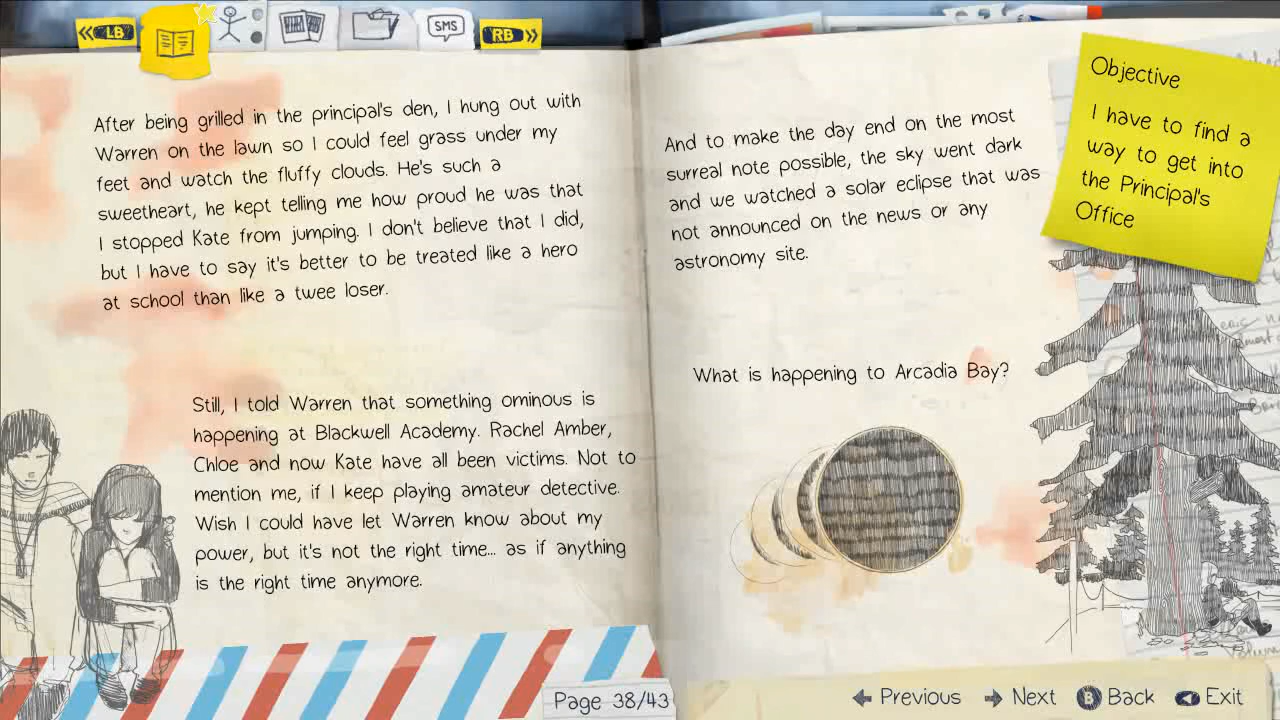 LB
SMS
RB
After being grilled in the principal's den, I hung out with
Warren on the lawn so I could feel grass under my
feet and watch the fluffy clouds. He's such a
sweetheart, he kept telling me how proud he was that
I stopped Kate from jumping. I don't believe that I did,
but I have to say it's better to be treated like a hero
at school than like a twee loser.
Still, I told Warren that something ominous is
happening at Blackwell Academy. Rachel Amber,
Chloe and now Kate have all been victims. Not to
mention me, if I keep playing amateur detective.
Wish I could have let Warren know about my
power, but it's not the right time... as if anything
is the right time anymore.
And to make the day end on the most
surreal note possible, the sky went dark
and we watched a solar eclipse that was
not announced on the news or any
astronomy site.
What is happening to Arcadia Bay?
Objective
I have to find a
way to get into
the Principal's
Office
Page 38/43
Previous
Next
B Back
Exit